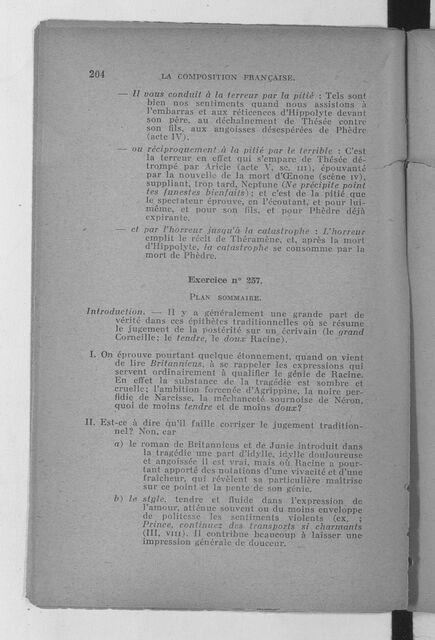 204
LA COMPOSITION FRANÇAISE.
— Il vous conduit à la terreur par la pitié : Tels sont
bien nos sentiments quand nous assistons à
l'embarras et aux réticences d'Hippolyte devant
son père, au déchaînement de Thésée contre
son fils, aux angoisses désespérées de Phèdre
(acte IV).
— ou réciproquement à la pitié par le terrible : C'est
la terreur en effet qui s'empare de Thésée dé-
trompé par Aricie (acte V, sc. III), épouvanté
par la nouvelle de la mort d'Œnone (scène IV),
suppliant, trop tard, Neptune (Ne précipite point
tes funestes bienfaits) ; et c'est de la pitié que
le spectateur éprouve, en l'écoutant, et pour lui-
même, et pour son fils, et pour Phèdre déjà
expirante.
— et par l'horreur jusqu'à la catastrophe : L'horreur
emplit le récit de Théramène, et, après la mort
d'Hippolyte, la catastrophe se consomme par la
mort de Phèdre.
Exercice n° 257.
PLAN SOMMAIRE.
Introduction. — Il y a généralement une grande part de
vérité dans ces épithètes traditionnelles où se résume
le jugement de la postérité sur un écrivain (le grand
Corneille; le tendre, le doux Racine).
I. On éprouve pourtant quelque étonnement, quand on vient
de lire Britannicus, à se rappeler les expressions qui
servent ordinairement à qualifier le génie de Racine.
En effet la substance de la tragédie est sombre et
cruelle; l'ambition forcenée d'Agrippine, la noire per-
fidie de Narcisse, la méchanceté sournoise de Néron,
quoi de moins tendre et de moins doux?
II. Est-ce à dire qu'il faille corriger le jugement tradition-
nel? Non, car
a) le roman de Britannicus et de Junie introduit dans
la tragédie une part d'idylle, idylle douloureuse
et angoissée il est vrai, mais où Racine a pour-
tant apporté des notations d'une vivacité et d'une
fraîcheur, qui révèlent sa particulière maîtrise
sur ce point et la pente de son génie.
b) le style, tendre et fluide dans l'expression de
l'amour, atténue souvent ou du moins enveloppe
de politesse les sentiments violents (ex. :
Prince, continuez des transports si charmants
(III, VIII). Il contribue beaucoup à laisser une
impression générale de douceur.